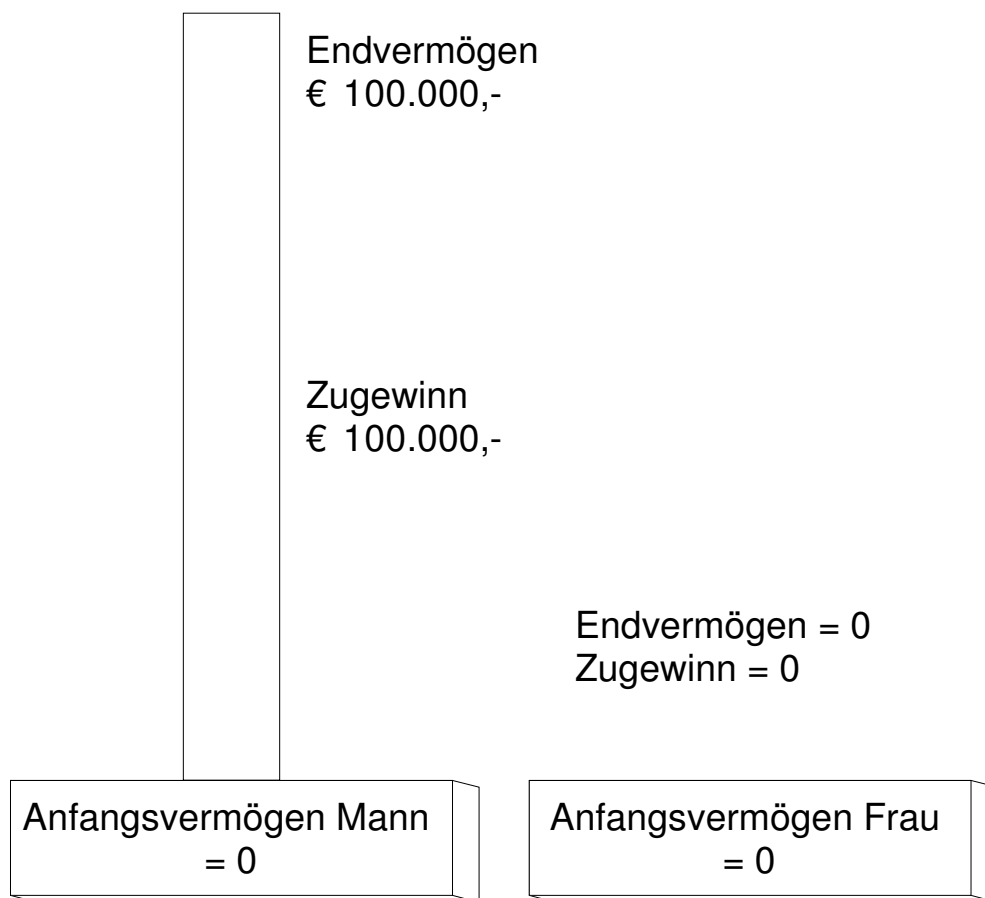 Endvermögen
€ 100.000,-
Zugewinn
€ 100.000,-
Endvermögen = 0
Zugewinn = 0
Anfangsvermögen Mann
= 0
Anfangsvermögen Frau
= 0